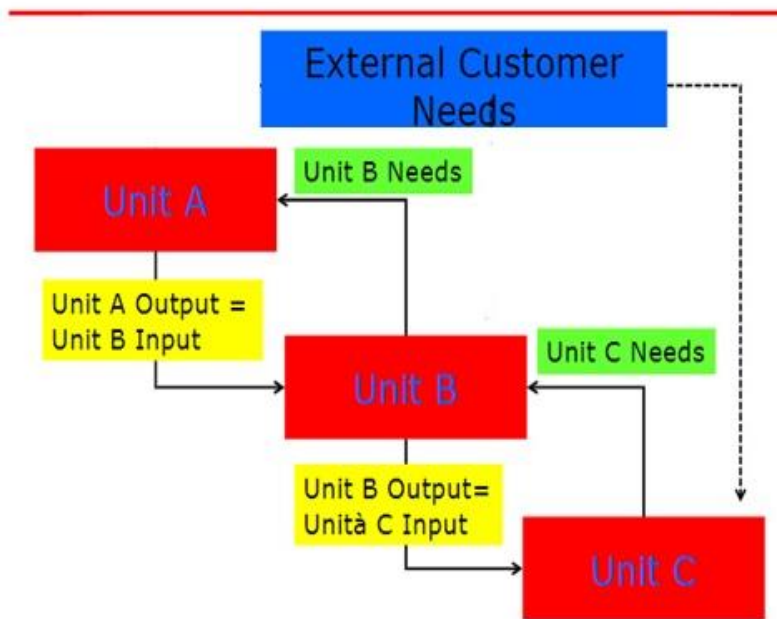 External Customer
Needs
Unit B Needs
Unit A
Unit A Output =
Unit B Input
Unit C Needs
Unit B
Unit B Output=
Unità C Input
Unit C